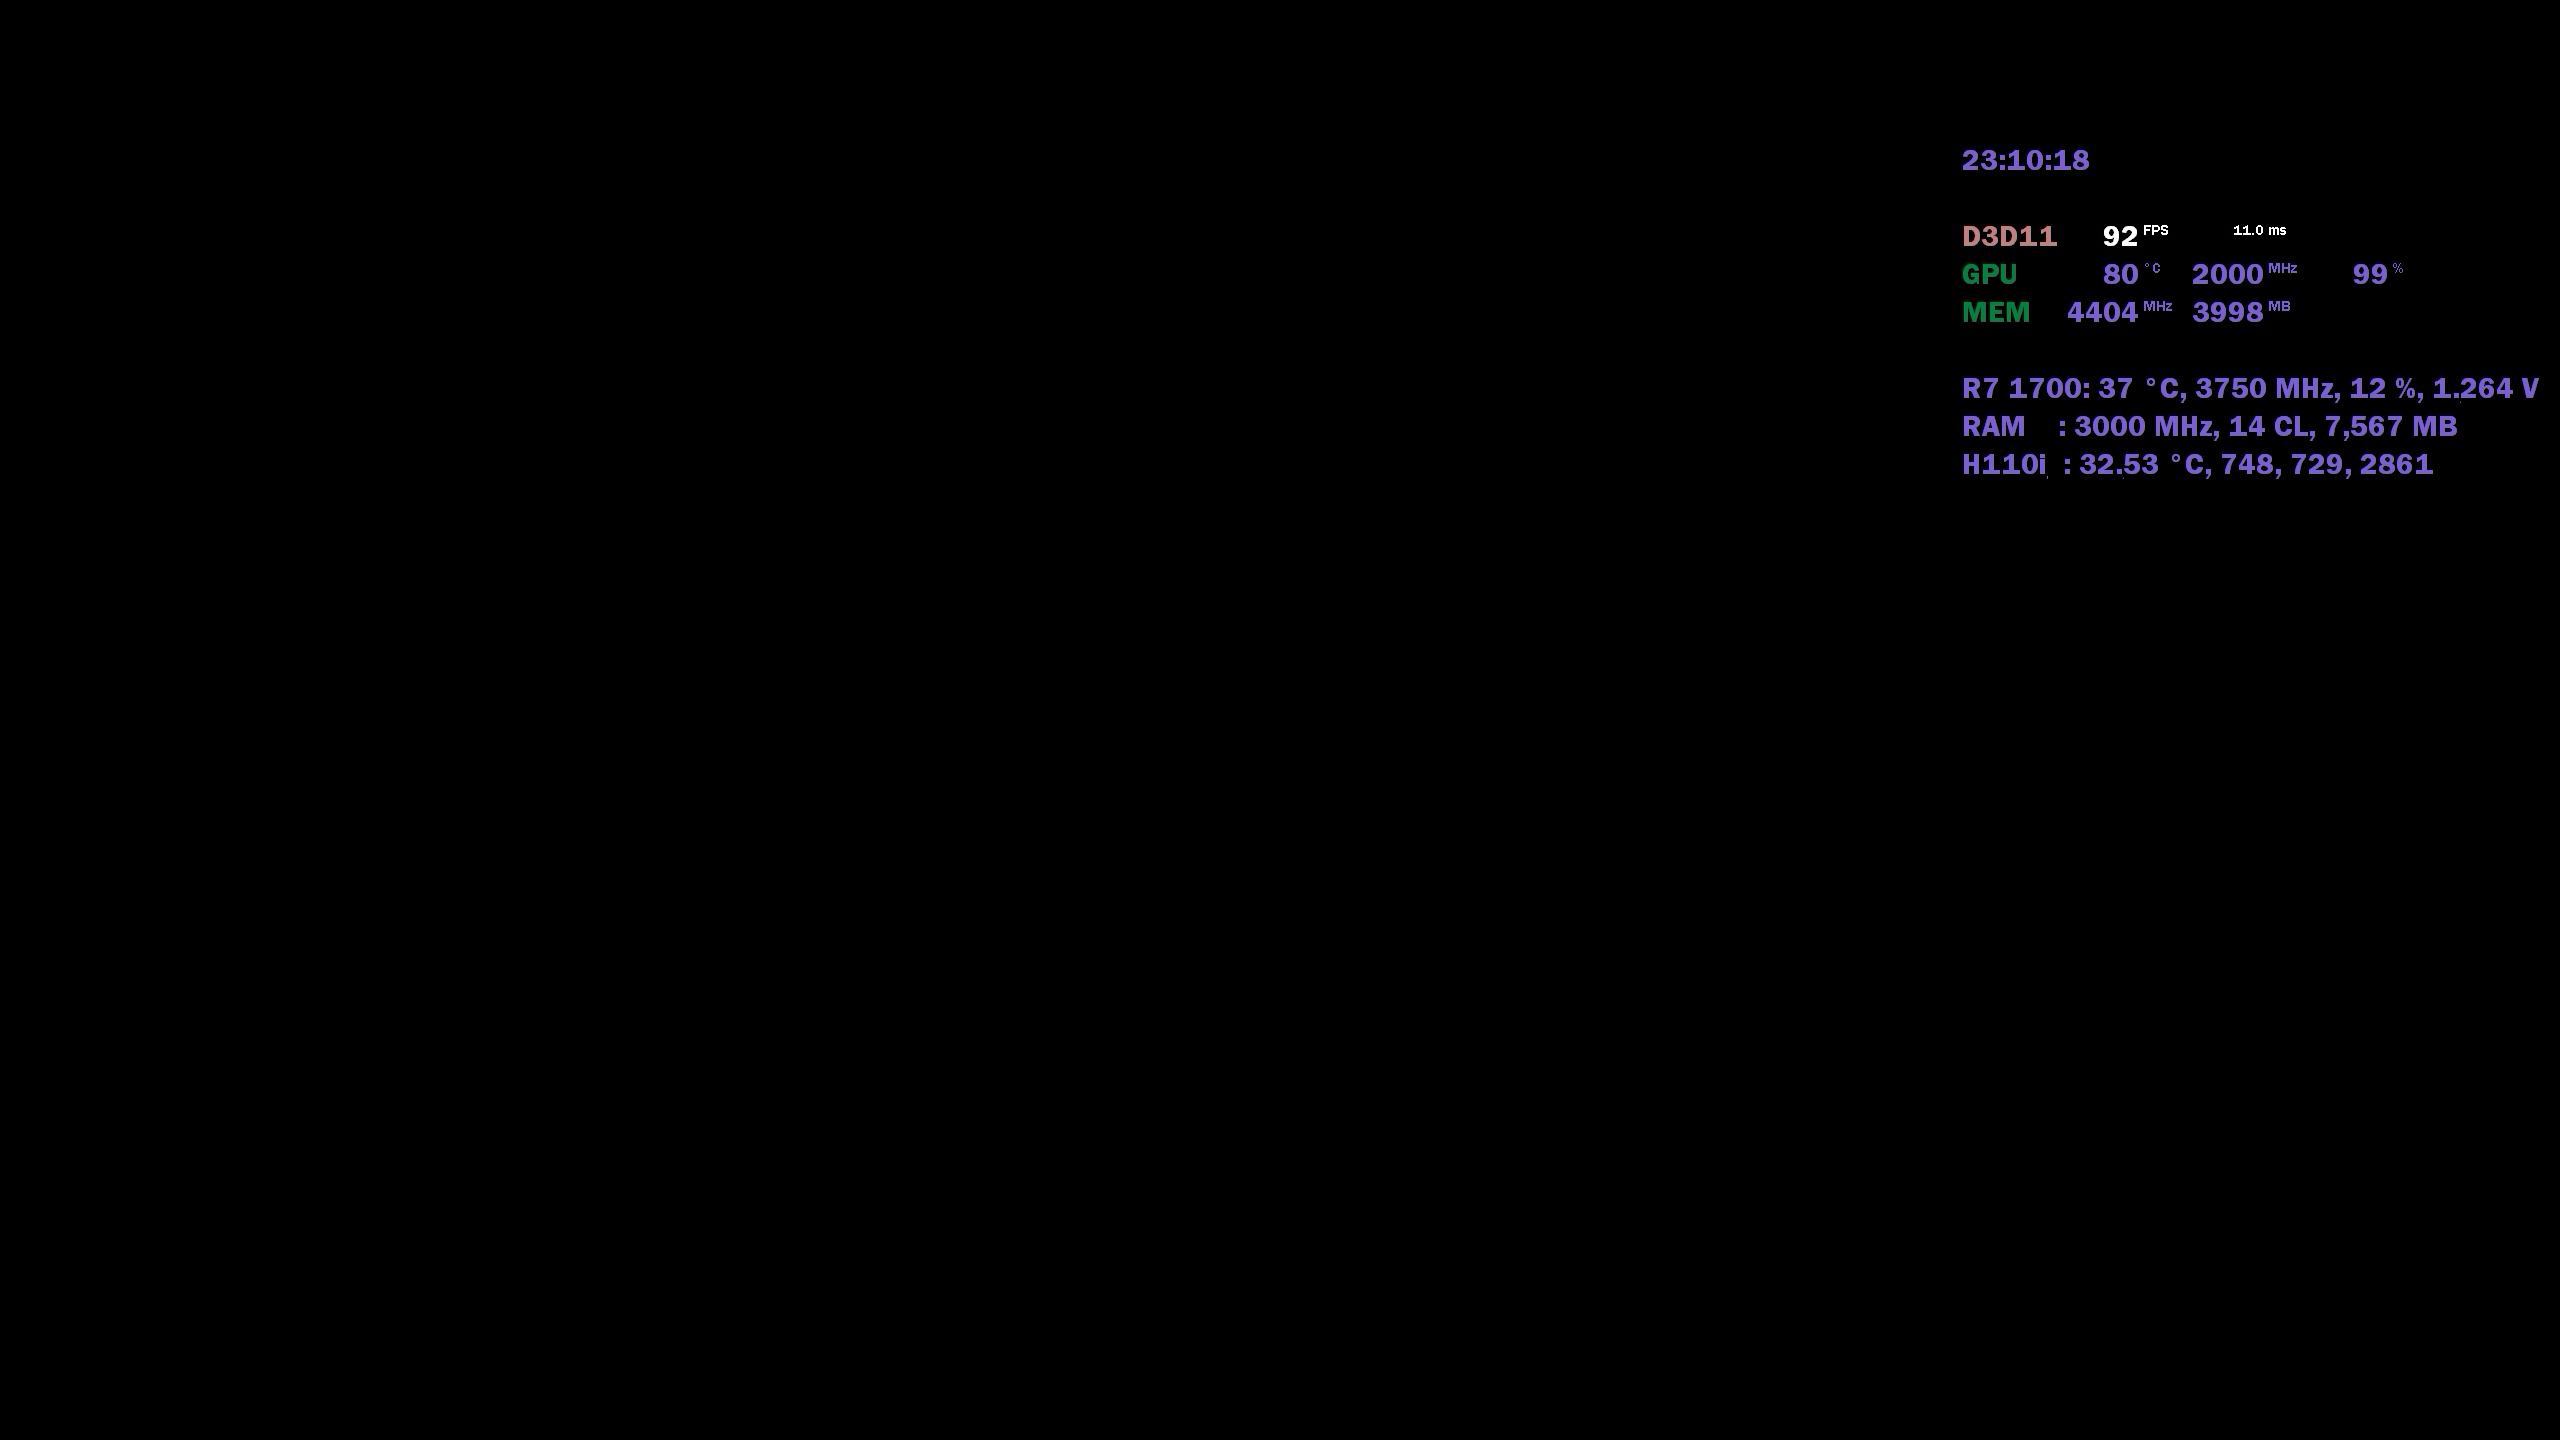 23:10:18
D3D11 92 FPS 11.0 ms
GPU 80 °C 2000 MHz 99 %
MEM 4404 MHz 3998 MB
R7 1700: 37 °C, 3750 MHz, 12 %, 1.264 V
RAM : 3000 MHz, 14 CL, 7,567 MB
H110i : 32.53 °C, 748, 729, 2861